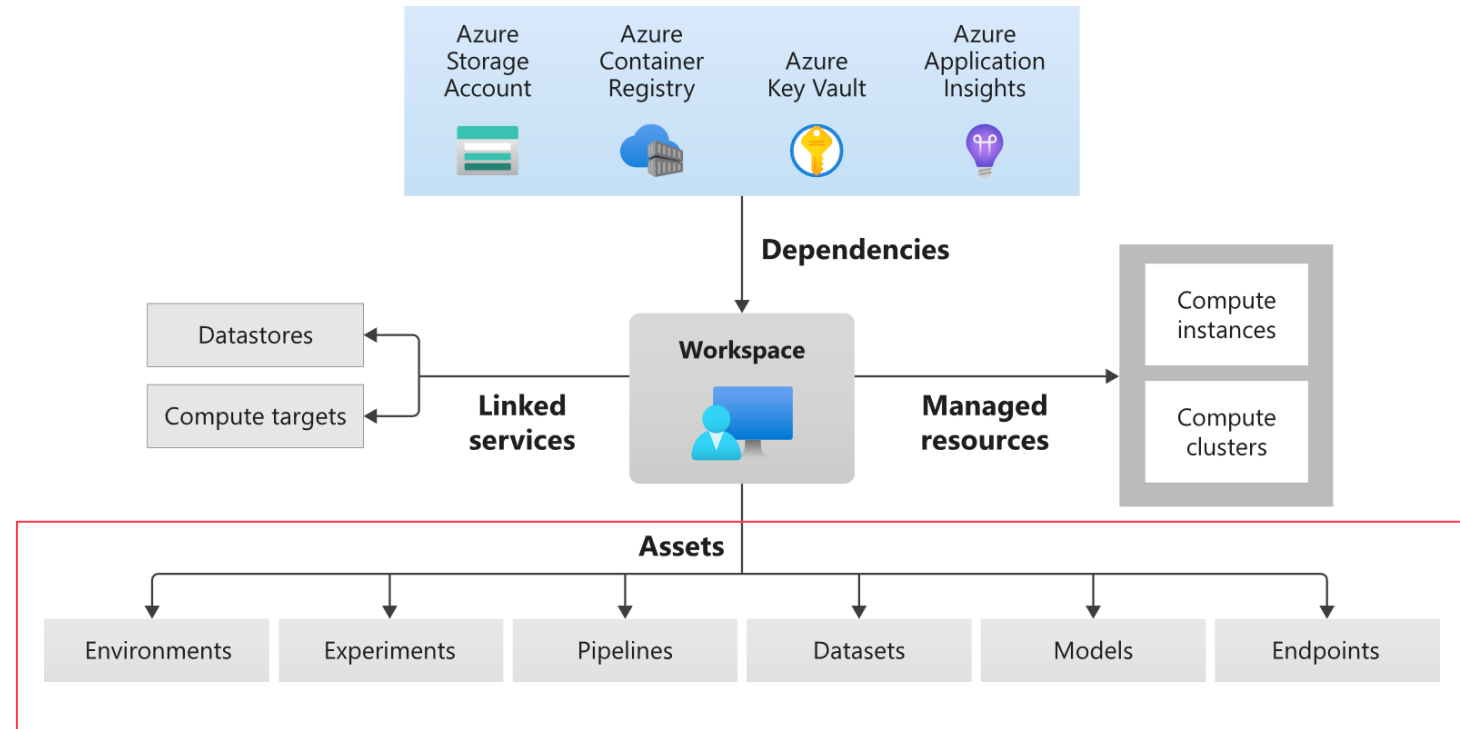 Azure
Storage
Account
Azure
Container
Registry
Azure
Key Vault
Azure
Application
Insights
Dependencies
Datastores
Compute targets
Linked
services
Workspace
Managed
resources
Compute
instances
Compute
clusters
Assets
Environments
Experiments
Pipelines
Datasets
Models
Endpoints